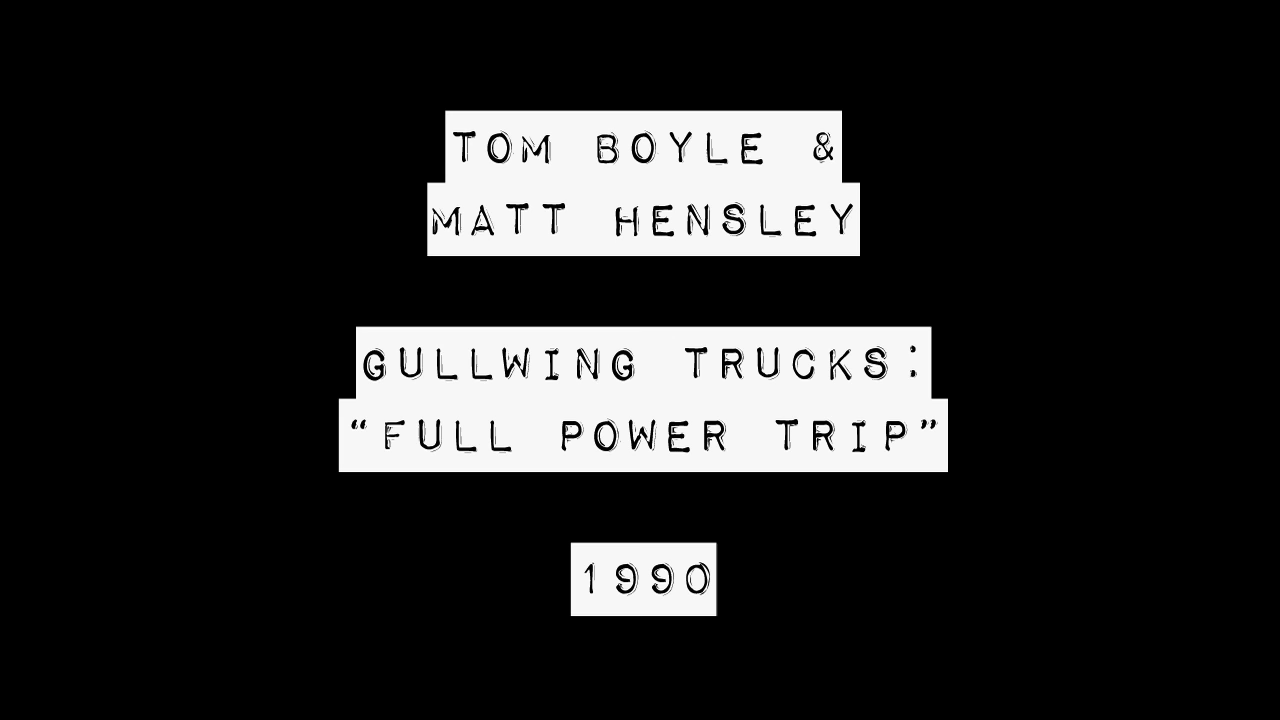 TOM BOYLE &
MATT HENSLEY
GULLWING TRUCKS:
“FULL POWER TRIP”
1990